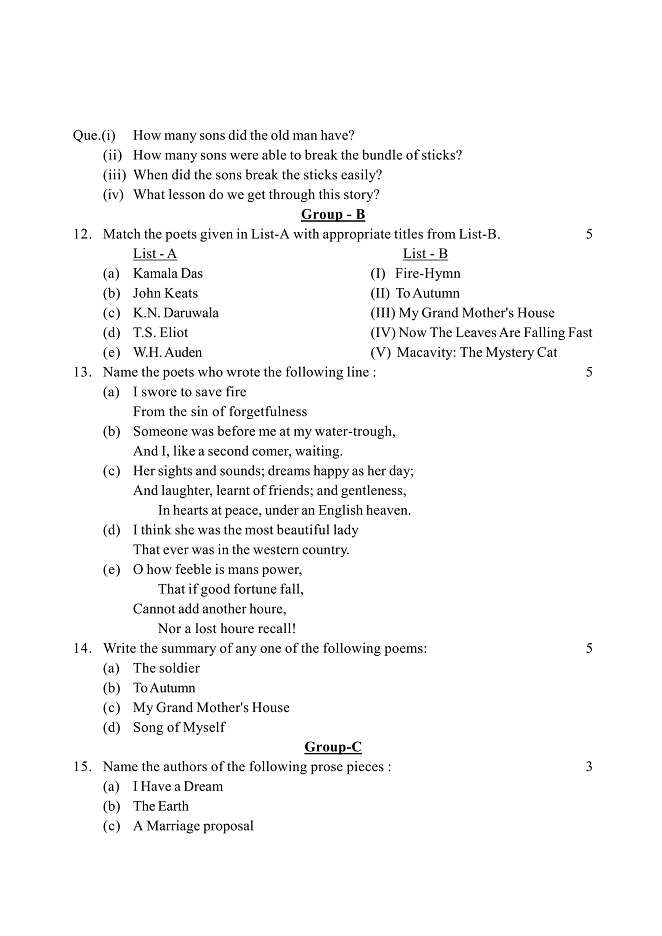 Que.(i) How many sons did the old man have?
(ii) How many sons were able to break the bundle of sticks?
(iii) When did the sons break the sticks easily?
(iv) What lesson do we get through this story?
Group - B
12. Match the poets given in List-A with appropriate titles from List-B. 5
List - A List - B
(a) Kamala Das (I) Fire-Hymn
(b) John Keats (II) To Autumn
(c) K.N. Daruwala (III) My Grand Mother's House
(d) T.S. Eliot (IV) Now The Leaves Are Falling Fast
(e) W.H. Auden (V) Macavity: The Mystery Cat
13. Name the poets who wrote the following line : 5
(a) I swore to save fire
From the sin of forgetfulness
(b) Someone was before me at my water-trough,
And I, like a second comer, waiting.
(c) Her sights and sounds; dreams happy as her day;
And laughter, learnt of friends; and gentleness,
In hearts at peace, under an English heaven.
(d) I think she was the most beautiful lady
That ever was in the western country.
(e) O how feeble is mans power,
That if good fortune fall,
Cannot add another houre,
Nor a lost houre recall!
14. Write the summary of any one of the following poems: 5
(a) The soldier
(b) To Autumn
(c) My Grand Mother's House
(d) Song of Myself
Group-C
15. Name the authors of the following prose pieces : 3
(a) I Have a Dream
(b) The Earth
(c) A Marriage proposal